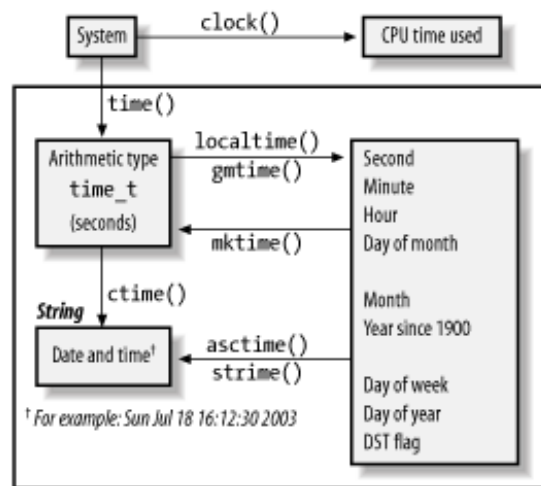 System
clock()
CPU time used
time()
Arithmetic type
time_t
(seconds)
localtime()
gmtime()
mktime()
Second
Minute
Hour
Day of month
Month
Year since 1900
Day of week
Day of year
DST flag
ctime()
String
Date and time†
asctime()
strime()
† For example: Sun Jul 18 16:12:30 2003